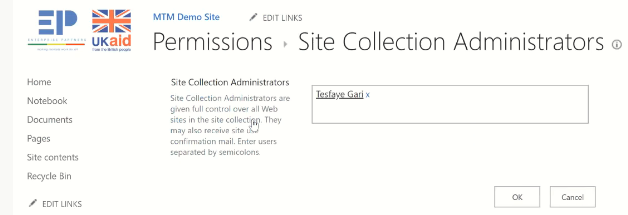 EP
ENTERPRISE PARTNERS
UKaid
from the British people
MTM Demo Site
EDIT LINKS
Permissions › Site Collection Administrators
Home
Notebook
Documents
Pages
Site contents
Recycle Bin
EDIT LINKS
Site Collection Administrators
Site Collection Administrators are
given full control over all Web
sites in the site collection. They
may also receive site
confirmation mail. Enter users
separated by semicolons.
Tesfaye Gari x
OK
Cancel